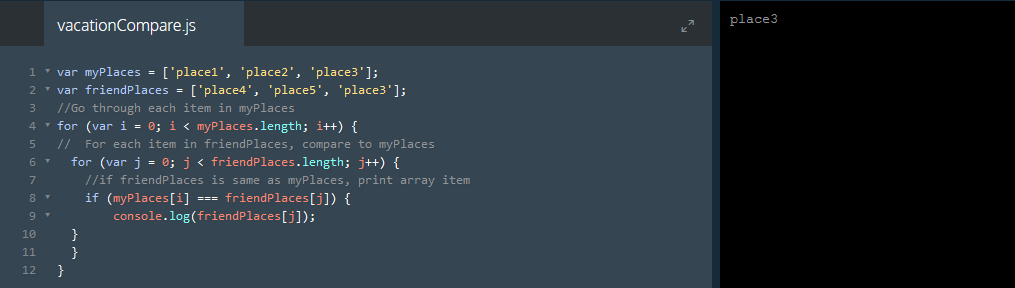 vacationCompare.js
place3
1 var myPlaces = ['place1', 'place2', 'place3'];
2 var friendPlaces = ['place4', 'place5', 'place3'];
3 //Go through each item in myPlaces
4 for (var i = 0; i < myPlaces.length; i++) {
5 //  For each item in friendPlaces, compare to myPlaces
6   for (var j = 0; j < friendPlaces.length; j++) {
7     //if friendPlaces is same as myPlaces, print array item
8     if (myPlaces[i] === friendPlaces[j]) {
9         console.log(friendPlaces[j]);
10   }
11   }
12 }